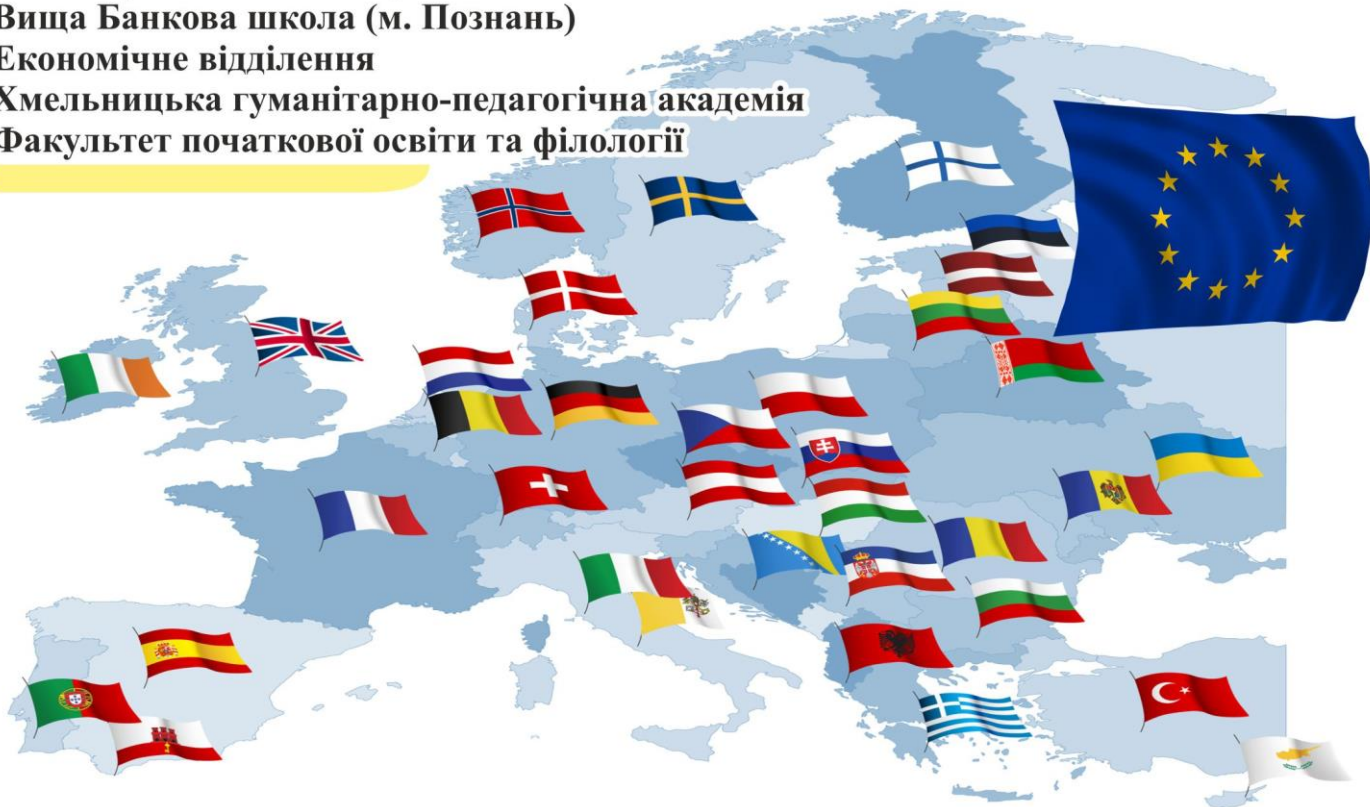 Вища Банкова школа (м. Познань)
Економічне відділення
Хмельницька гуманітарно-педагогічна академія
Факультет початкової освіти та філології